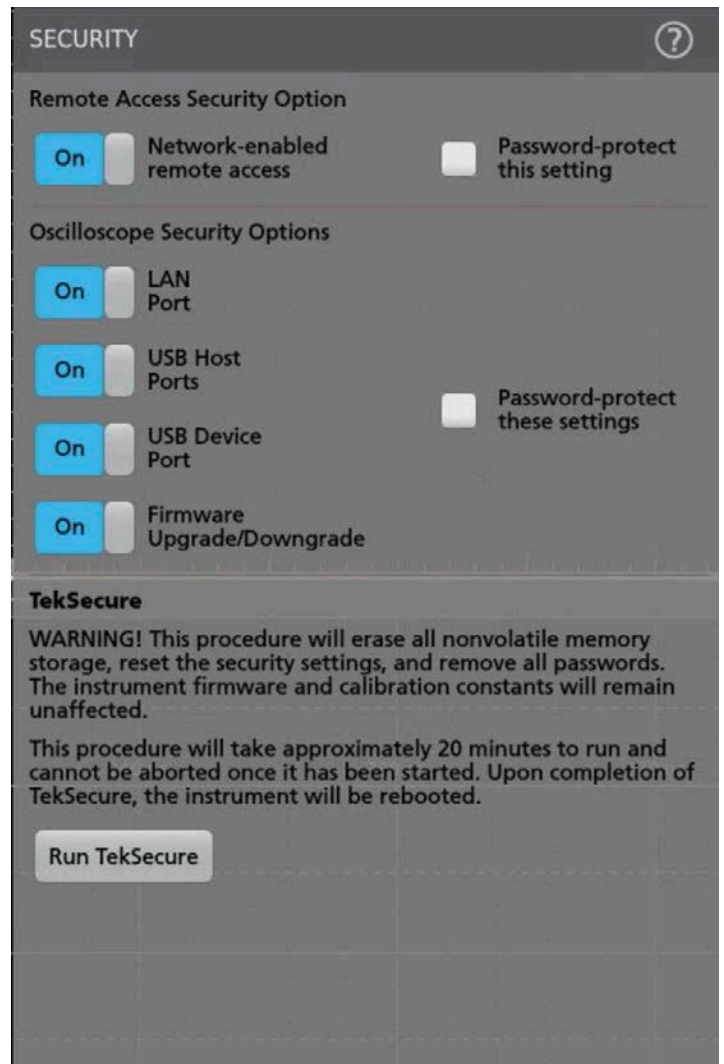 SECURITY ?
Remote Access Security Option
On
Network-enabled
remote access
Password-protect
this setting
Oscilloscope Security Options
On
LAN
Port
On
USB Host
Ports
Password-protect
these settings
On
USB Device
Port
On
Firmware
Upgrade/Downgrade
TekSecure
WARNING! This procedure will erase all nonvolatile memory
storage, reset the security settings, and remove all passwords.
The instrument firmware and calibration constants will remain
unaffected.
This procedure will take approximately 20 minutes to run and
cannot be aborted once it has been started. Upon completion of
TekSecure, the instrument will be rebooted.
Run TekSecure